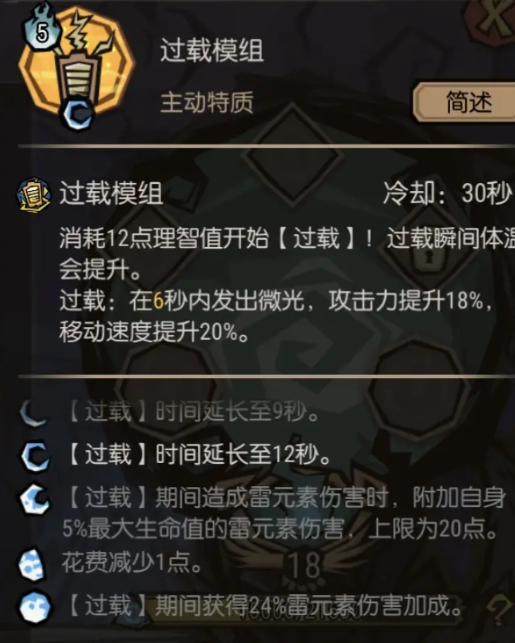 5
过载模组
主动特质
简述
过载模组 冷却：30秒
消耗12点理智值开始【过载】！过载瞬间体温
会提升。
过载：在6秒内发出微光，攻击力提升18%，
移动速度提升20%。
【过载】时间延长至9秒。
【过载】时间延长至12秒。
【过载】期间造成雷元素伤害时，附加自身
5%最大生命值的雷元素伤害，上限为20点。
花费减少1点。
18
【过载】期间获得24%雷元素伤害加成。